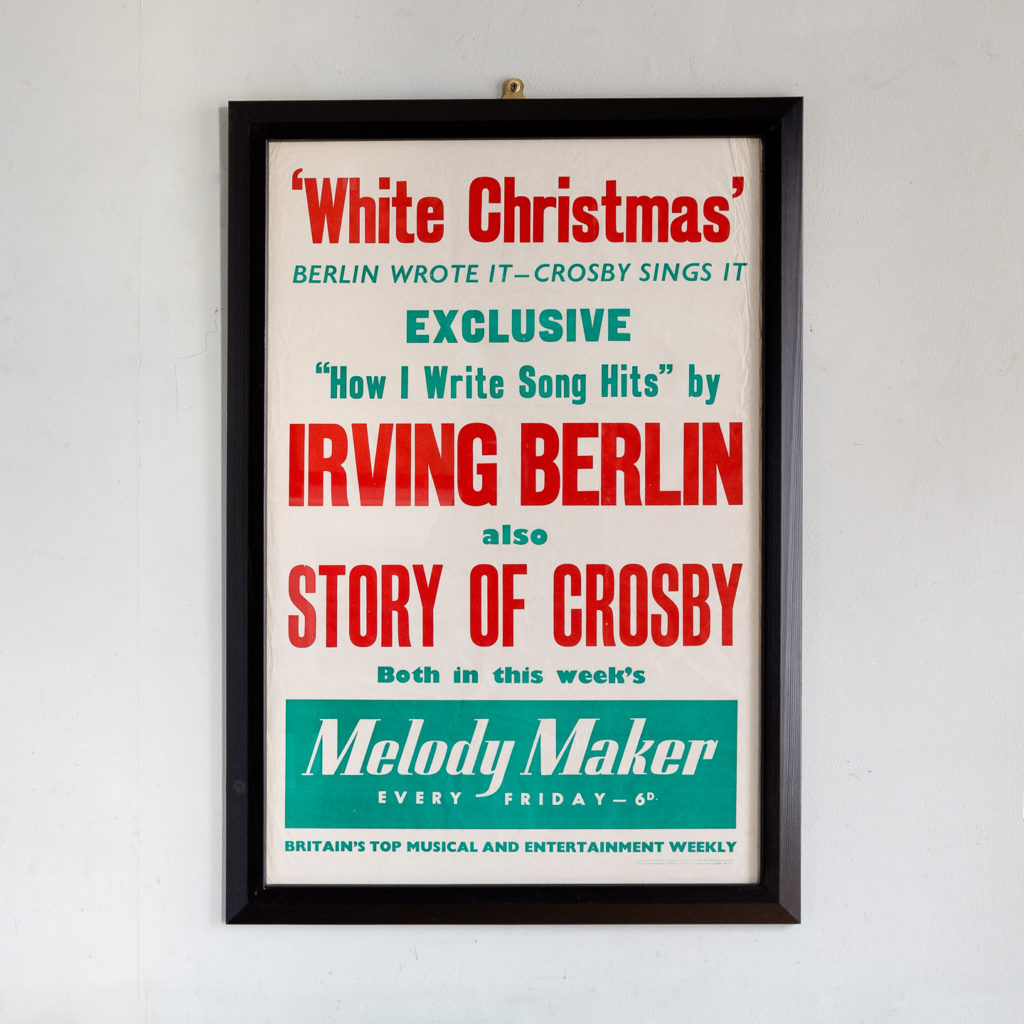 ‘White Christmas’
BERLIN WROTE IT—CROSBY SINGS IT
EXCLUSIVE
“How I Write Song Hits” by
IRVING BERLIN
also
STORY OF CROSBY
Both in this week’s
Melody Maker
EVERY FRIDAY—6D.
BRITAIN’S TOP MUSICAL AND ENTERTAINMENT WEEKLY